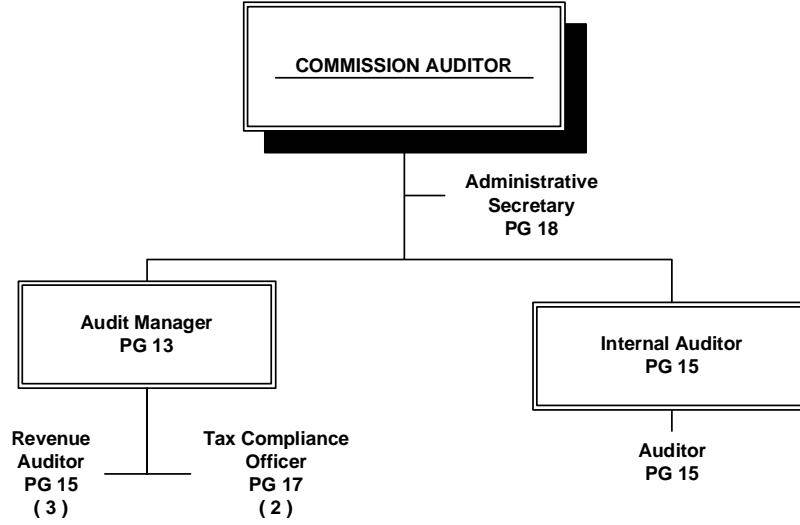 COMMISSION AUDITOR
Administrative
Secretary
PG 18
Audit Manager
PG 13
Internal Auditor
PG 15
Revenue
Auditor
PG 15
( 3 )
Tax Compliance
Officer
PG 17
( 2 )
Auditor
PG 15